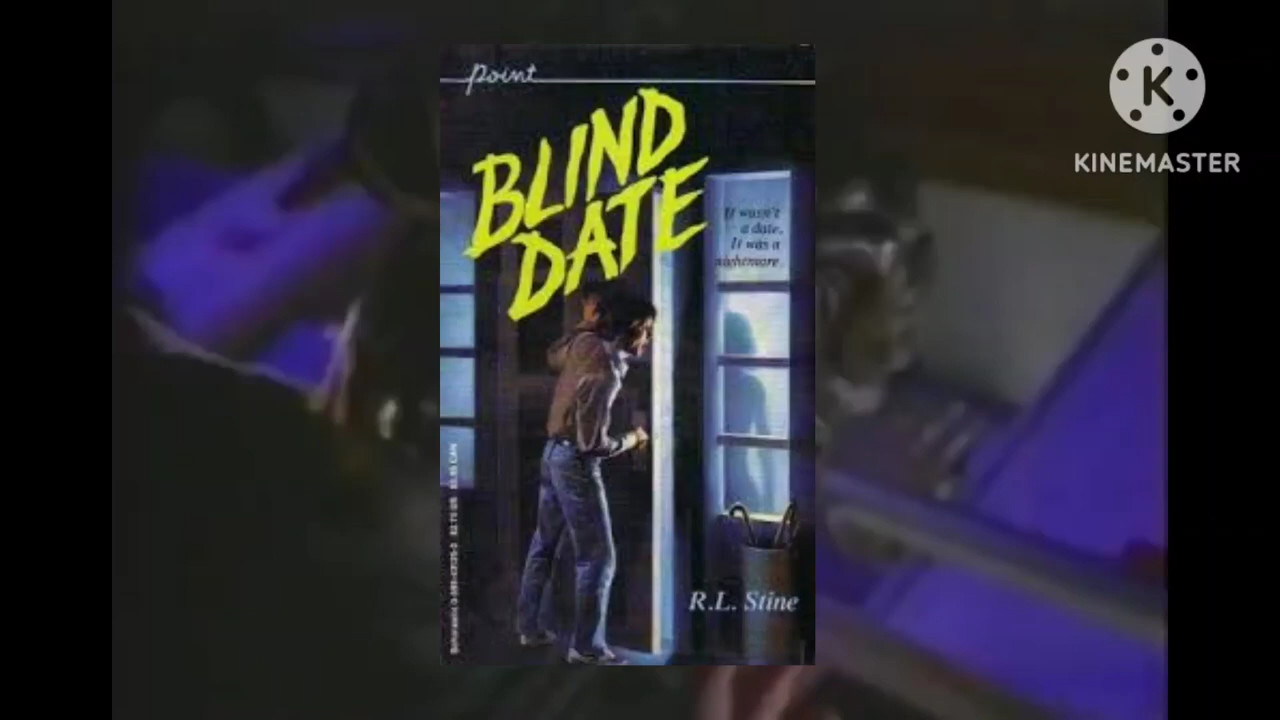 Point
BLIND
DATE
It wasn't
a date.
It was a
nightmare.
R.L. Stine
K
KINEMASTER